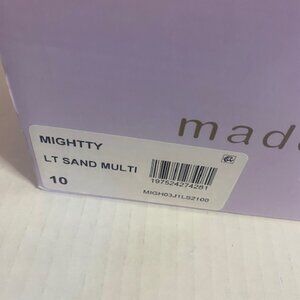 made
MIGHTTY
LT SAND MULTI
10
197524274281
MIGH03J1LS2100